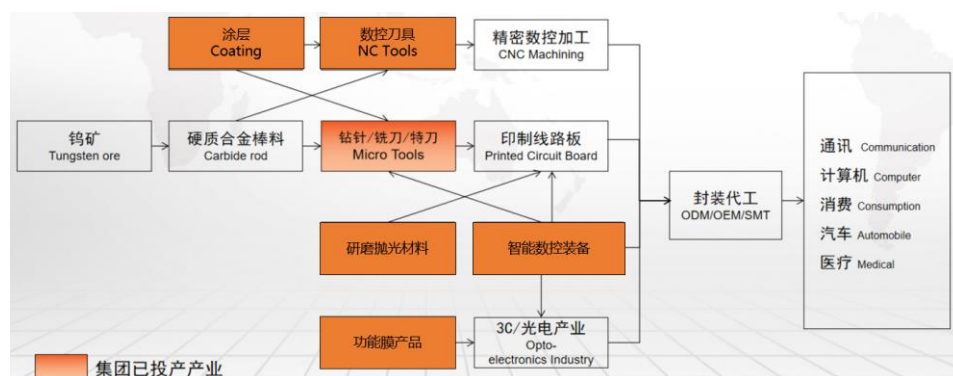 涂层
Coating
数控刀具
NC Tools
精密数控加工
CNC Machining
钨矿
Tungsten ore
硬质合金棒料
Carbide rod
钻针/铣刀/特刀
Micro Tools
印制线路板
Printed Circuit Board
封装代工
ODM/OEM/SMT
通讯 Communication
计算机 Computer
消费 Consumption
汽车 Automobile
医疗 Medical
研磨抛光材料
智能数控装备
功能膜产品
3C/光电产业
Opto-
electronics Industry
集团已投产产业